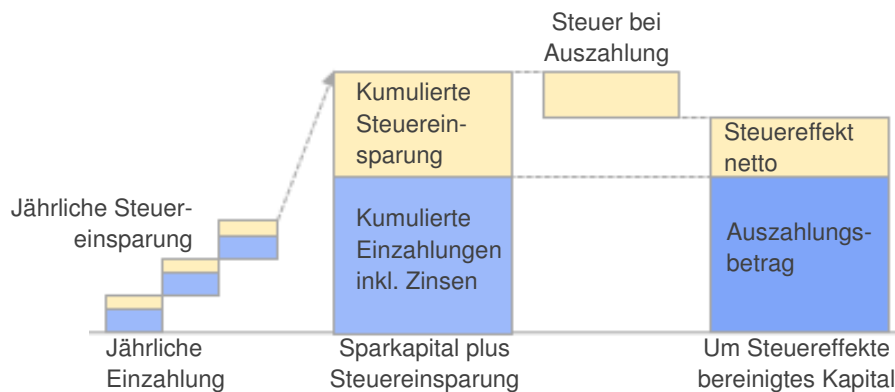 Steuer bei
Auszahlung
Kumulierte
Steuerein-
sparung
Steuereffekt
netto
Jährliche Steuer-
einsparung
Kumulierte
Einzahlungen
inkl. Zinsen
Auszahlungs-
betrag
Jährliche
Einzahlung
Sparkapital plus
Steuereinsparung
Um Steuereffekte
bereinigtes Kapital